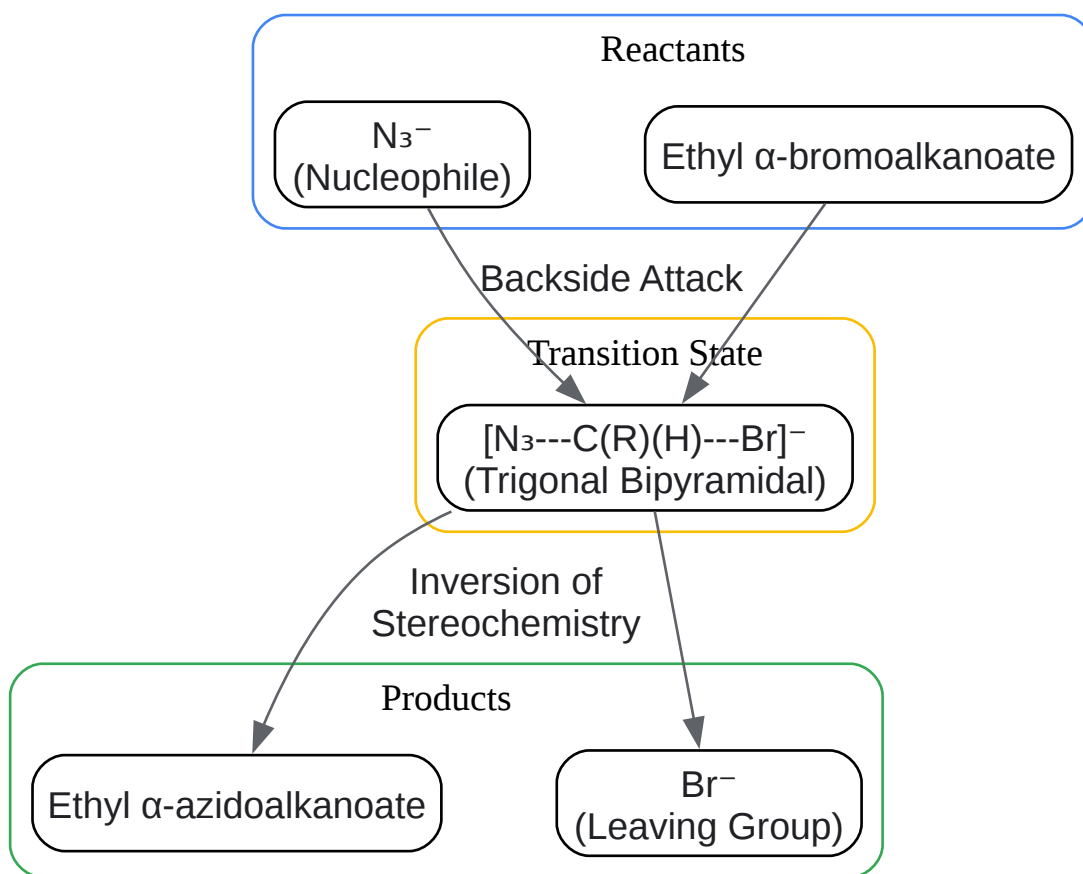 Reactants
N₃⁻
(Nucleophile)
Ethyl α-bromoalkanoate
Backside Attack
Transition State
[N₃---C(R)(H)---Br]⁻
(Trigonal Bipyramidal)
Inversion of
Stereochemistry
Products
Ethyl α-azidoalkanoate
Br⁻
(Leaving Group)